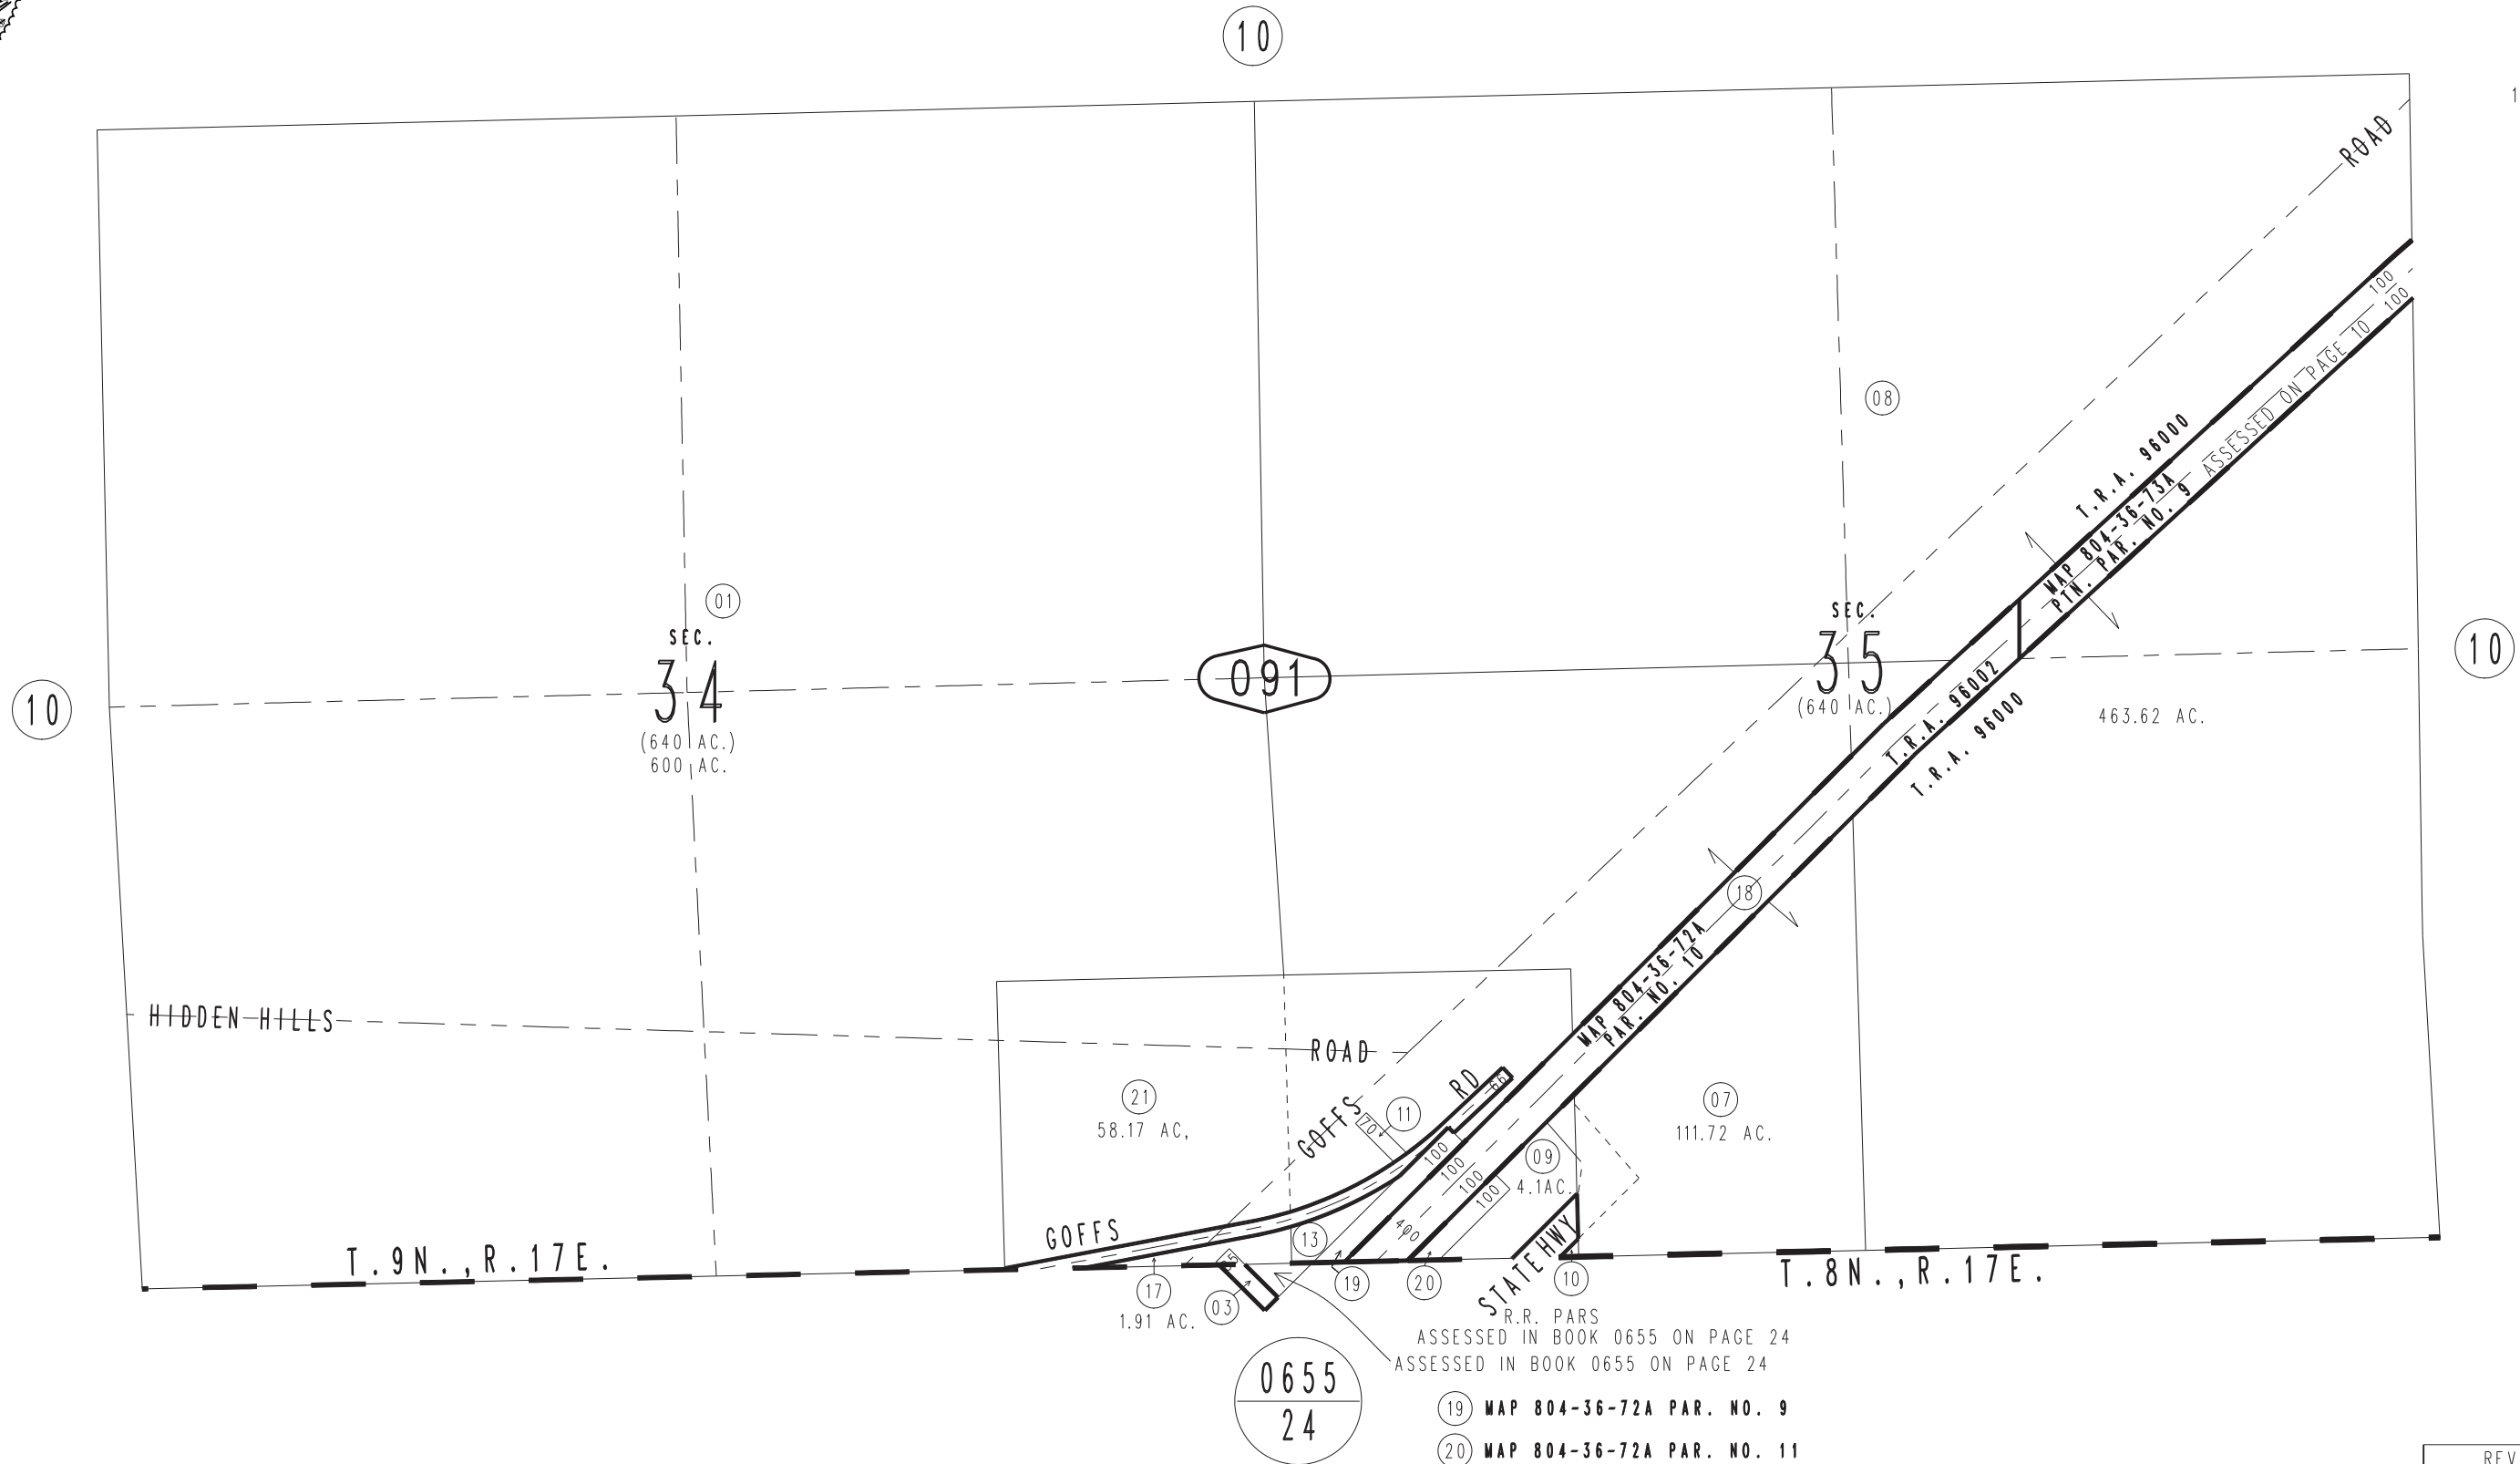 10
1
ROAD
100
100
ASSESSED ON PAGE 10
08
T.R.A. 96000
MAP 804-36-73A
PTN. PAR. NO. 9
01
SEC.
34
(640 AC.)
600 AC.
091
SEC.
35
(640 AC.)
10
10
T.R.A. 96002
T.R.A. 96000
463.62 AC.
18
MAP 804-36-72A
PAR. NO. 10
HIDDEN HILLS
ROAD
21
58.17 AC,
GOFFS
RD
66
70
11
07
111.72 AC.
100
100
100
100
09
4.1AC.
400
GOFFS
13
STATE HWY
T.9N.,R.17E.
T.8N.,R.17E.
17
1.91 AC.
03
19
20
10
R.R. PARS
ASSESSED IN BOOK 0655 ON PAGE 24
ASSESSED IN BOOK 0655 ON PAGE 24
0655
24
19 MAP 804-36-72A PAR. NO. 9
20 MAP 804-36-72A PAR. NO. 11
REV